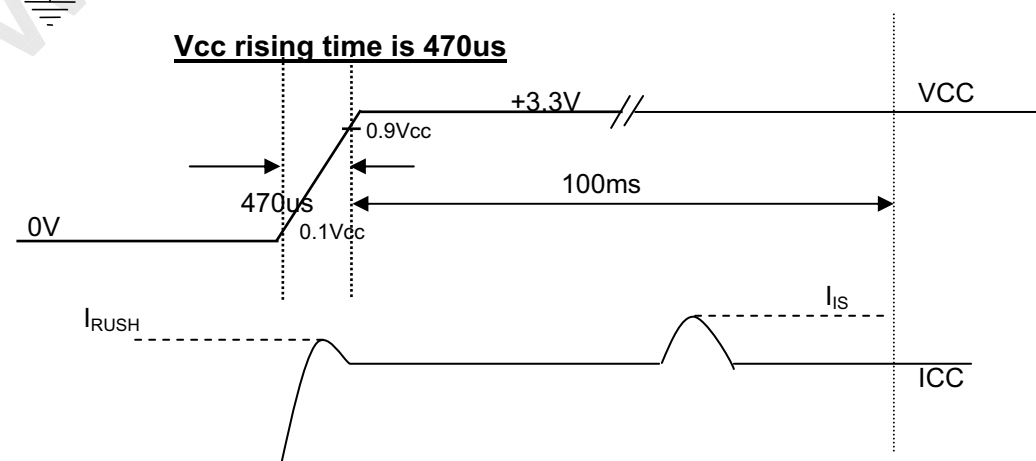 Vcc rising time is 470us
+3.3V
VCC
0.9Vcc
470us
100ms
0V
0.1Vcc
IRUSH
IIS
ICC